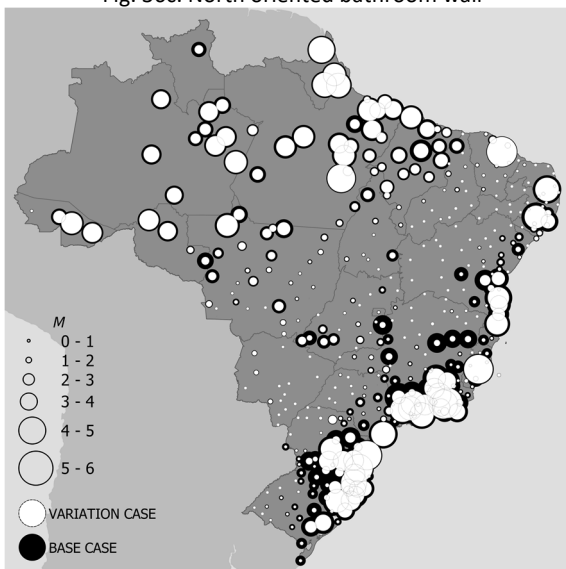 Fig. 50c. North oriented bathroom wall
M
0 - 1
1 - 2
2 - 3
3 - 4
4 - 5
5 - 6
VARIATION CASE
BASE CASE